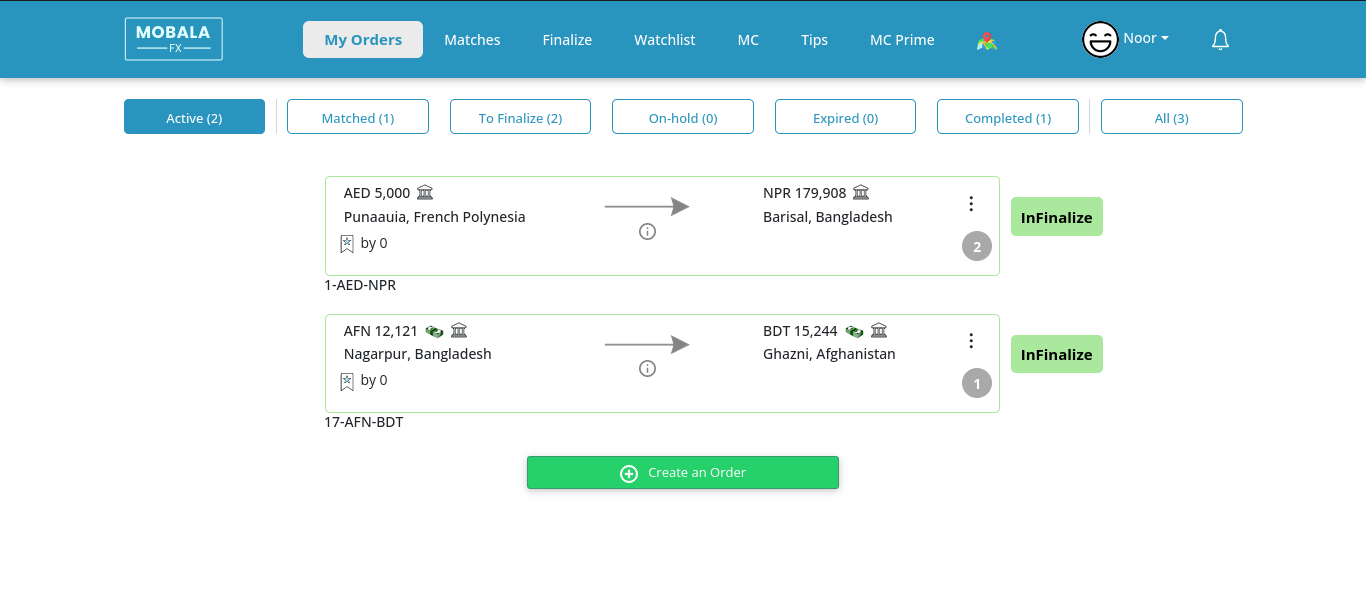 MOBALA
FX
My Orders
Matches
Finalize
Watchlist
MC
Tips
MC Prime
Noor
Active (2)
Matched (1)
To Finalize (2)
On-hold (0)
Expired (0)
Completed (1)
All (3)
AED 5,000
NPR 179,908
Punaauia, French Polynesia
Barisal, Bangladesh
by 0
2
InFinalize
1-AED-NPR
AFN 12,121
BDT 15,244
Nagarpur, Bangladesh
Ghazni, Afghanistan
by 0
1
InFinalize
17-AFN-BDT
Create an Order